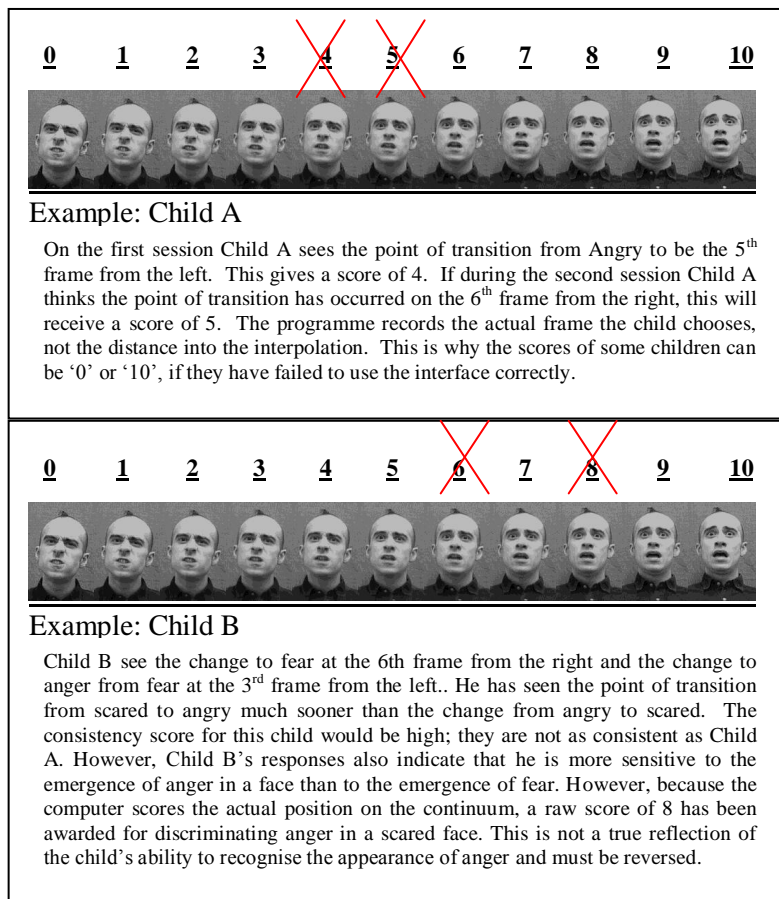 0 1 2 3 4 5 6 7 8 9 10
Example: Child A
On the first session Child A sees the point of transition from Angry to be the 5th
frame from the left. This gives a score of 4. If during the second session Child A
thinks the point of transition has occurred on the 6th frame from the right, this will
receive a score of 5. The programme records the actual frame the child chooses,
not the distance into the interpolation. This is why the scores of some children can
be ‘0’ or ‘10’, if they have failed to use the interface correctly.
0 1 2 3 4 5 6 7 8 9 10
Example: Child B
Child B see the change to fear at the 6th frame from the right and the change to
anger from fear at the 3rd frame from the left.. He has seen the point of transition
from scared to angry much sooner than the change from angry to scared. The
consistency score for this child would be high; they are not as consistent as Child
A. However, Child B’s responses also indicate that he is more sensitive to the
emergence of anger in a face than to the emergence of fear. However, because the
computer scores the actual position on the continuum, a raw score of 8 has been
awarded for discriminating anger in a scared face. This is not a true reflection of
the child’s ability to recognise the appearance of anger and must be reversed.